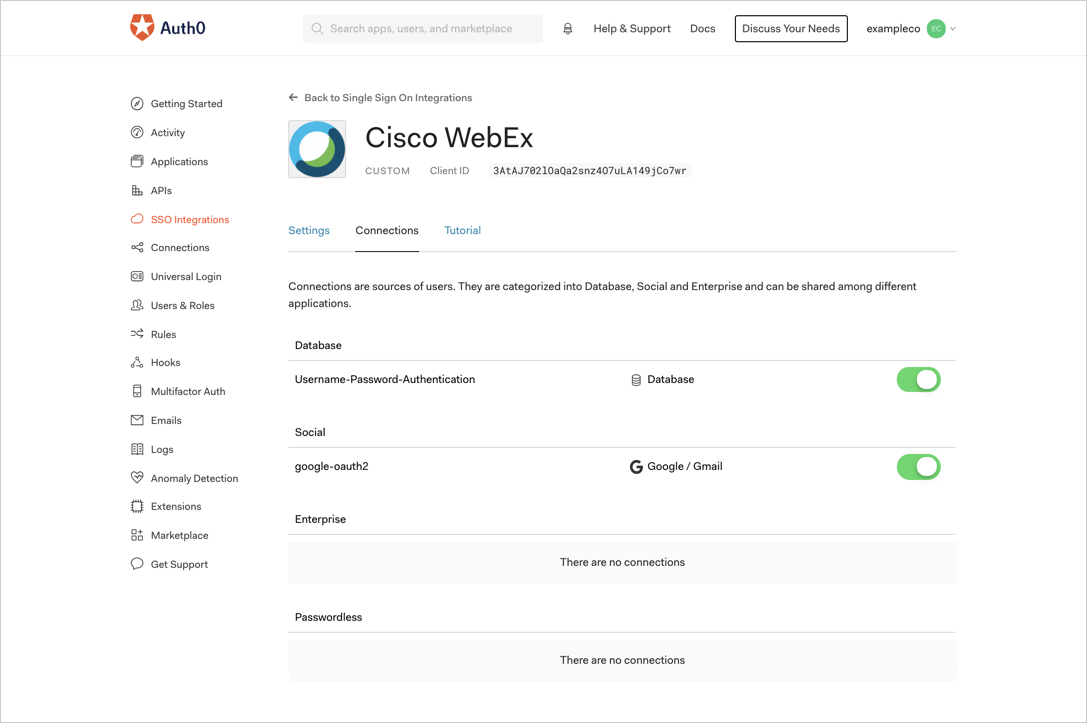 Auth0
Search apps, users, and marketplace
Help & Support
Docs
Discuss Your Needs
exampleco
EC
Getting Started
Activity
Applications
APIs
SSO Integrations
Connections
Universal Login
Users & Roles
Rules
Hooks
Multifactor Auth
Emails
Logs
Anomaly Detection
Extensions
Marketplace
Get Support
Back to Single Sign On Integrations
Cisco WebEx
CUSTOM
Client ID
3AtAJ702lOaQa2snz4O7uLA149jCo7wr
Settings
Connections
Tutorial
Connections are sources of users. They are categorized into Database, Social and Enterprise and can be shared among different
applications.
Database
Username-Password-Authentication
Database
Social
google-oauth2
Google / Gmail
Enterprise
There are no connections
Passwordless
There are no connections